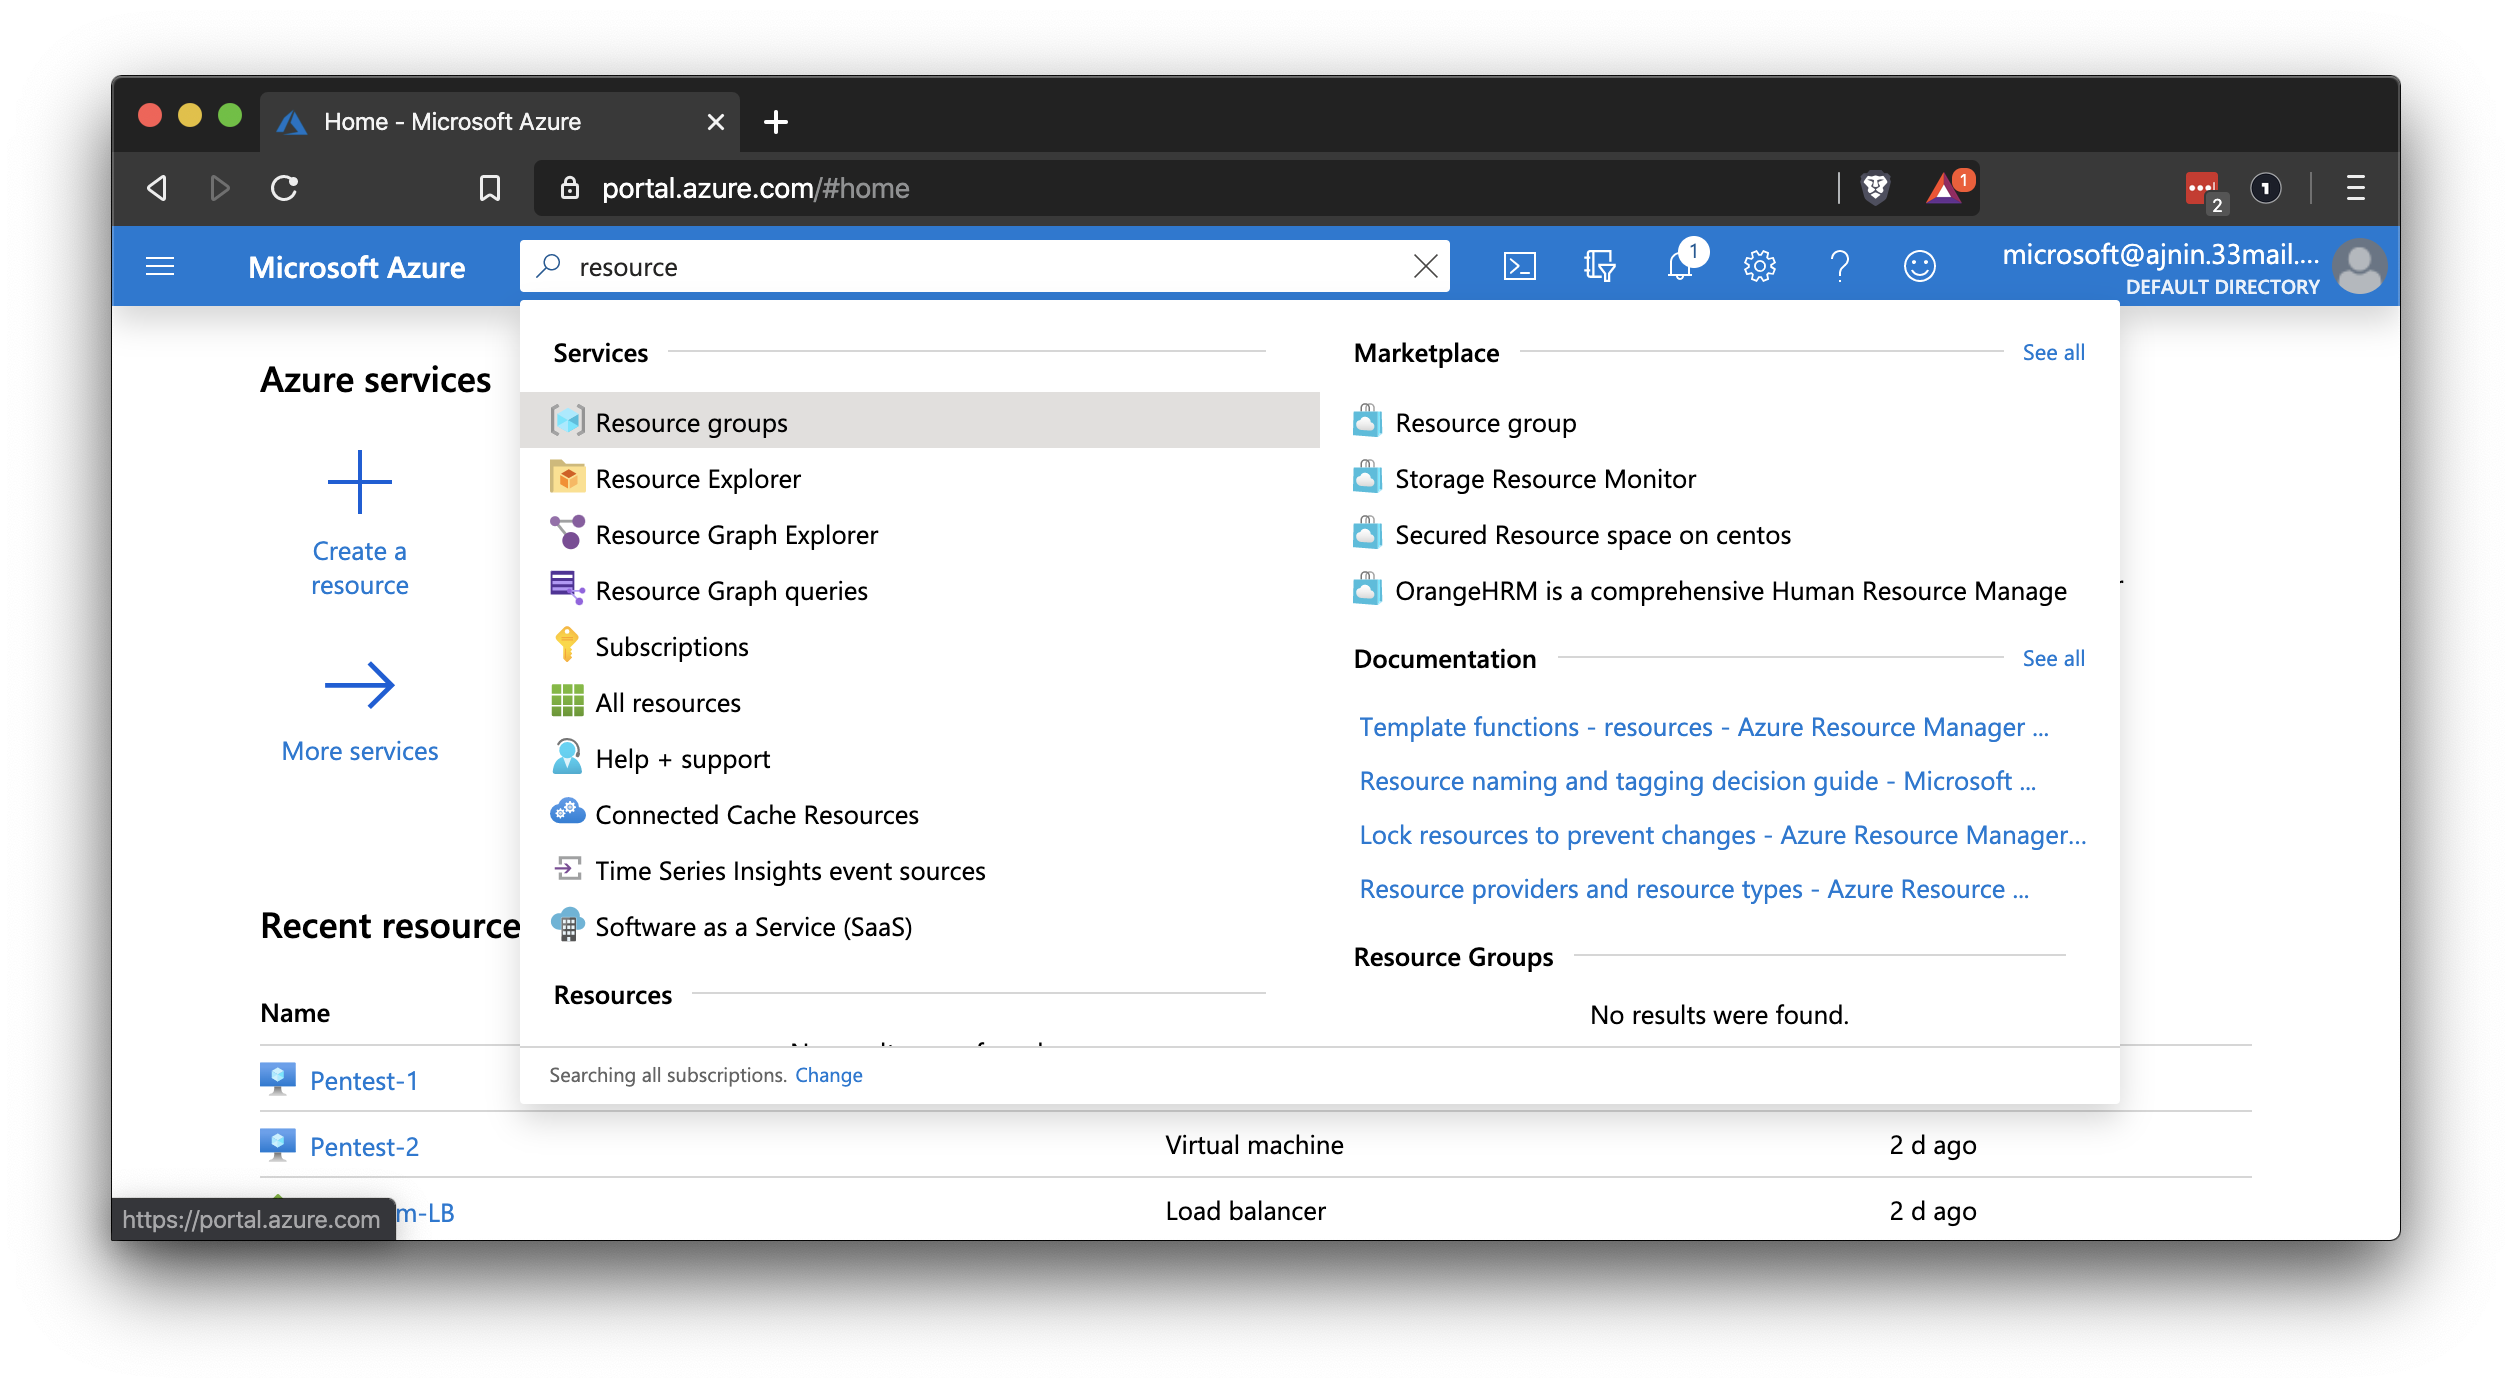 Home - Microsoft Azure
portal.azure.com/#home
1
2
1
Microsoft Azure
resource
1
microsoft@ajnin.33mail....
DEFAULT DIRECTORY
Azure services
Create a
resource
More services
Recent resource
Name
Pentest-1
Pentest-2
Virtual machine
2 d ago
m-LB
Load balancer
2 d ago
https://portal.azure.com
Services
Resource groups
Resource Explorer
Resource Graph Explorer
Resource Graph queries
Subscriptions
All resources
Help + support
Connected Cache Resources
Time Series Insights event sources
Software as a Service (SaaS)
Resources
Marketplace
See all
Resource group
Storage Resource Monitor
Secured Resource space on centos
OrangeHRM is a comprehensive Human Resource Manage
Documentation
See all
Template functions - resources - Azure Resource Manager ...
Resource naming and tagging decision guide - Microsoft ...
Lock resources to prevent changes - Azure Resource Manager...
Resource providers and resource types - Azure Resource ...
Resource Groups
No results were found.
Searching all subscriptions. Change